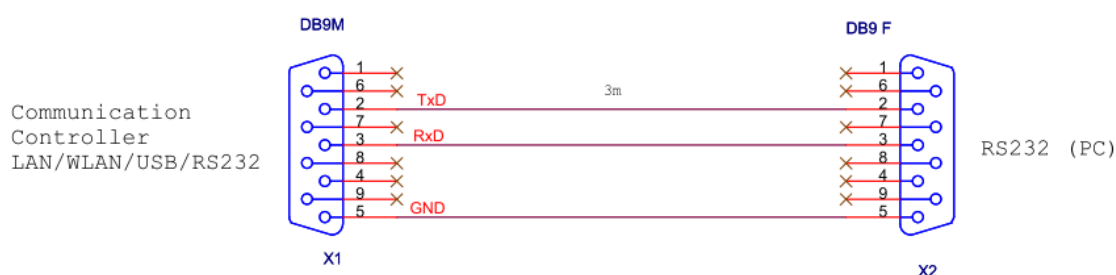 DB9M
DB9 F
1
6
2
7
3
8
4
9
5
TxD
RxD
GND
3m
1
6
2
7
3
8
4
9
5
Communication
Controller
LAN/WLAN/USB/RS232
RS232 (PC)
X1
X2